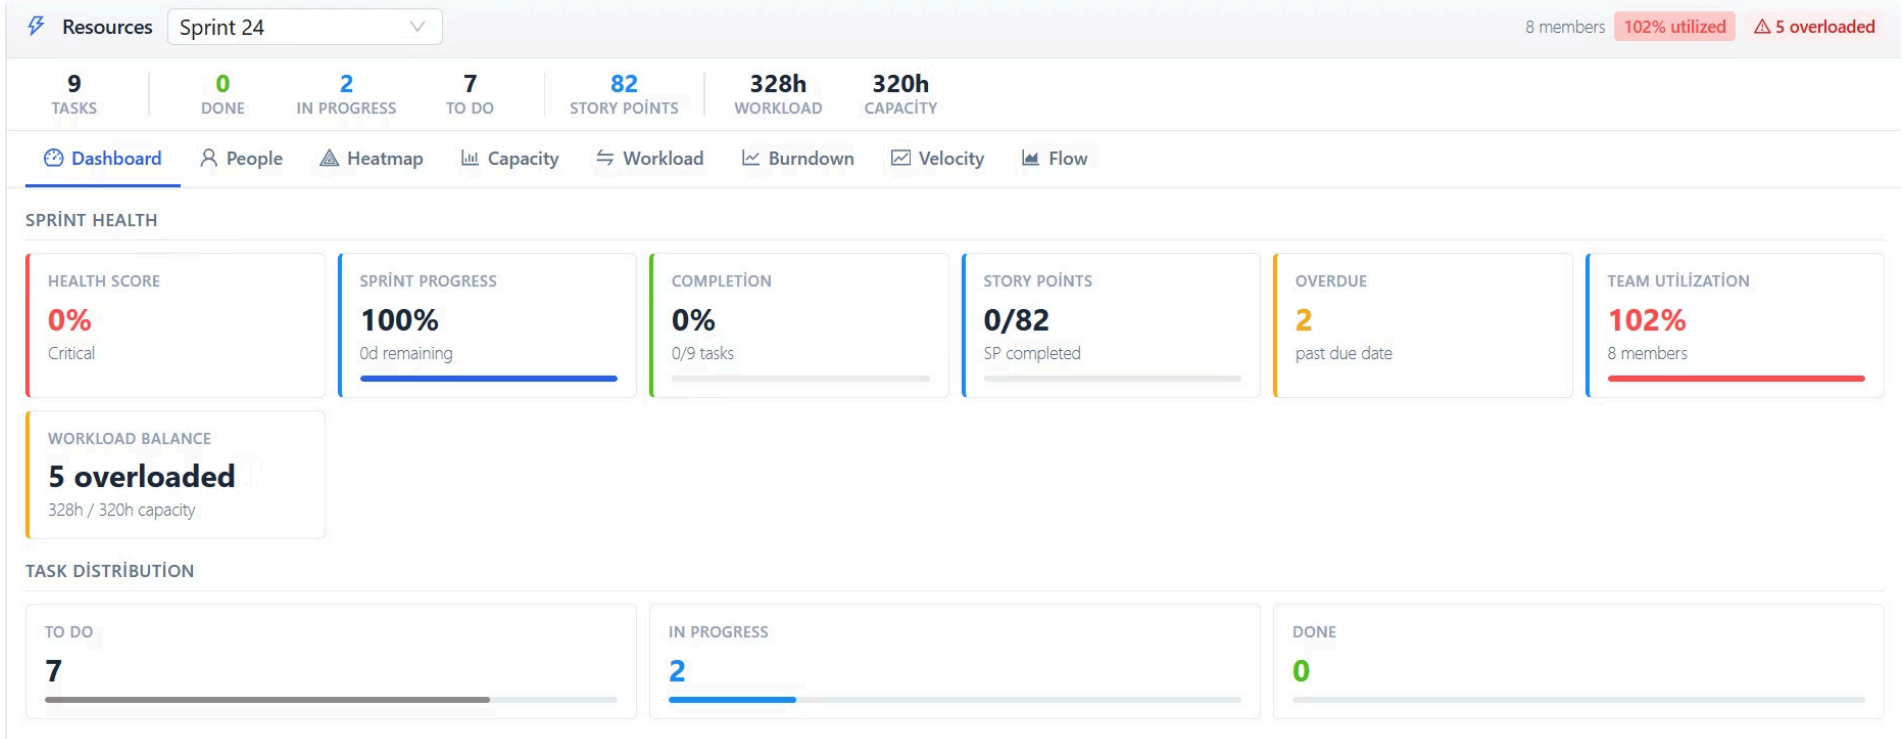 Resources Sprint 24 8 members 102% utilized 5 overloaded
9 0 2 7 82 328h 320h
TASKS DONE IN PROGRESS TO DO STORY POİNTS WORKLOAD CAPACİTY
Dashboard People Heatmap Capacity Workload Burndown Velocity Flow
SPRİNT HEALTH
HEALTH SCORE
0%
Critical
SPRİNT PROGRESS
100%
0d remaining
COMPLETİON
0%
0/9 tasks
STORY POİNTS
0/82
SP completed
OVERDUE
2
past due date
TEAM UTİLİZATİON
102%
8 members
WORKLOAD BALANCE
5 overloaded
328h / 320h capacity
TASK DİSTRİBUTİON
TO DO
7
IN PROGRESS
2
DONE
0